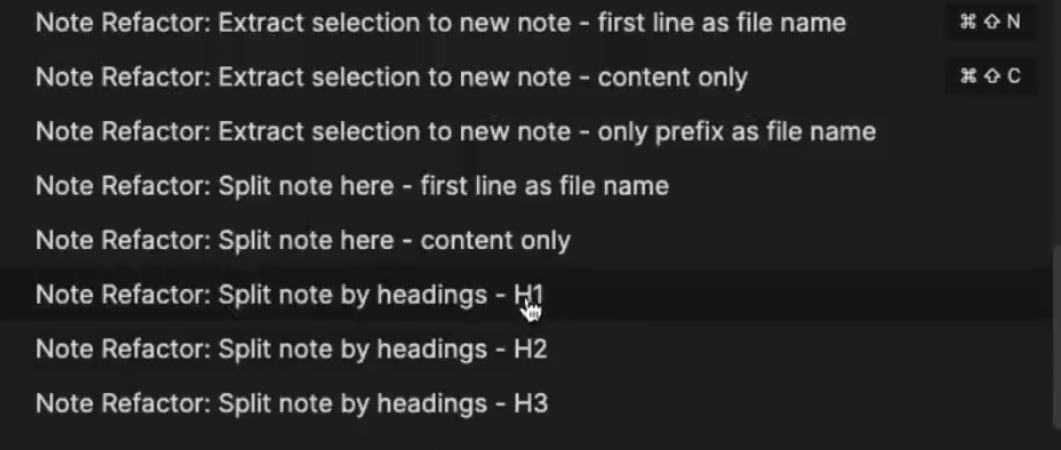 Note Refactor: Extract selection to new note - first line as file name ⌘ ⇧ N
Note Refactor: Extract selection to new note - content only ⌘ ⇧ C
Note Refactor: Extract selection to new note - only prefix as file name
Note Refactor: Split note here - first line as file name
Note Refactor: Split note here - content only
Note Refactor: Split note by headings - H1
Note Refactor: Split note by headings - H2
Note Refactor: Split note by headings - H3